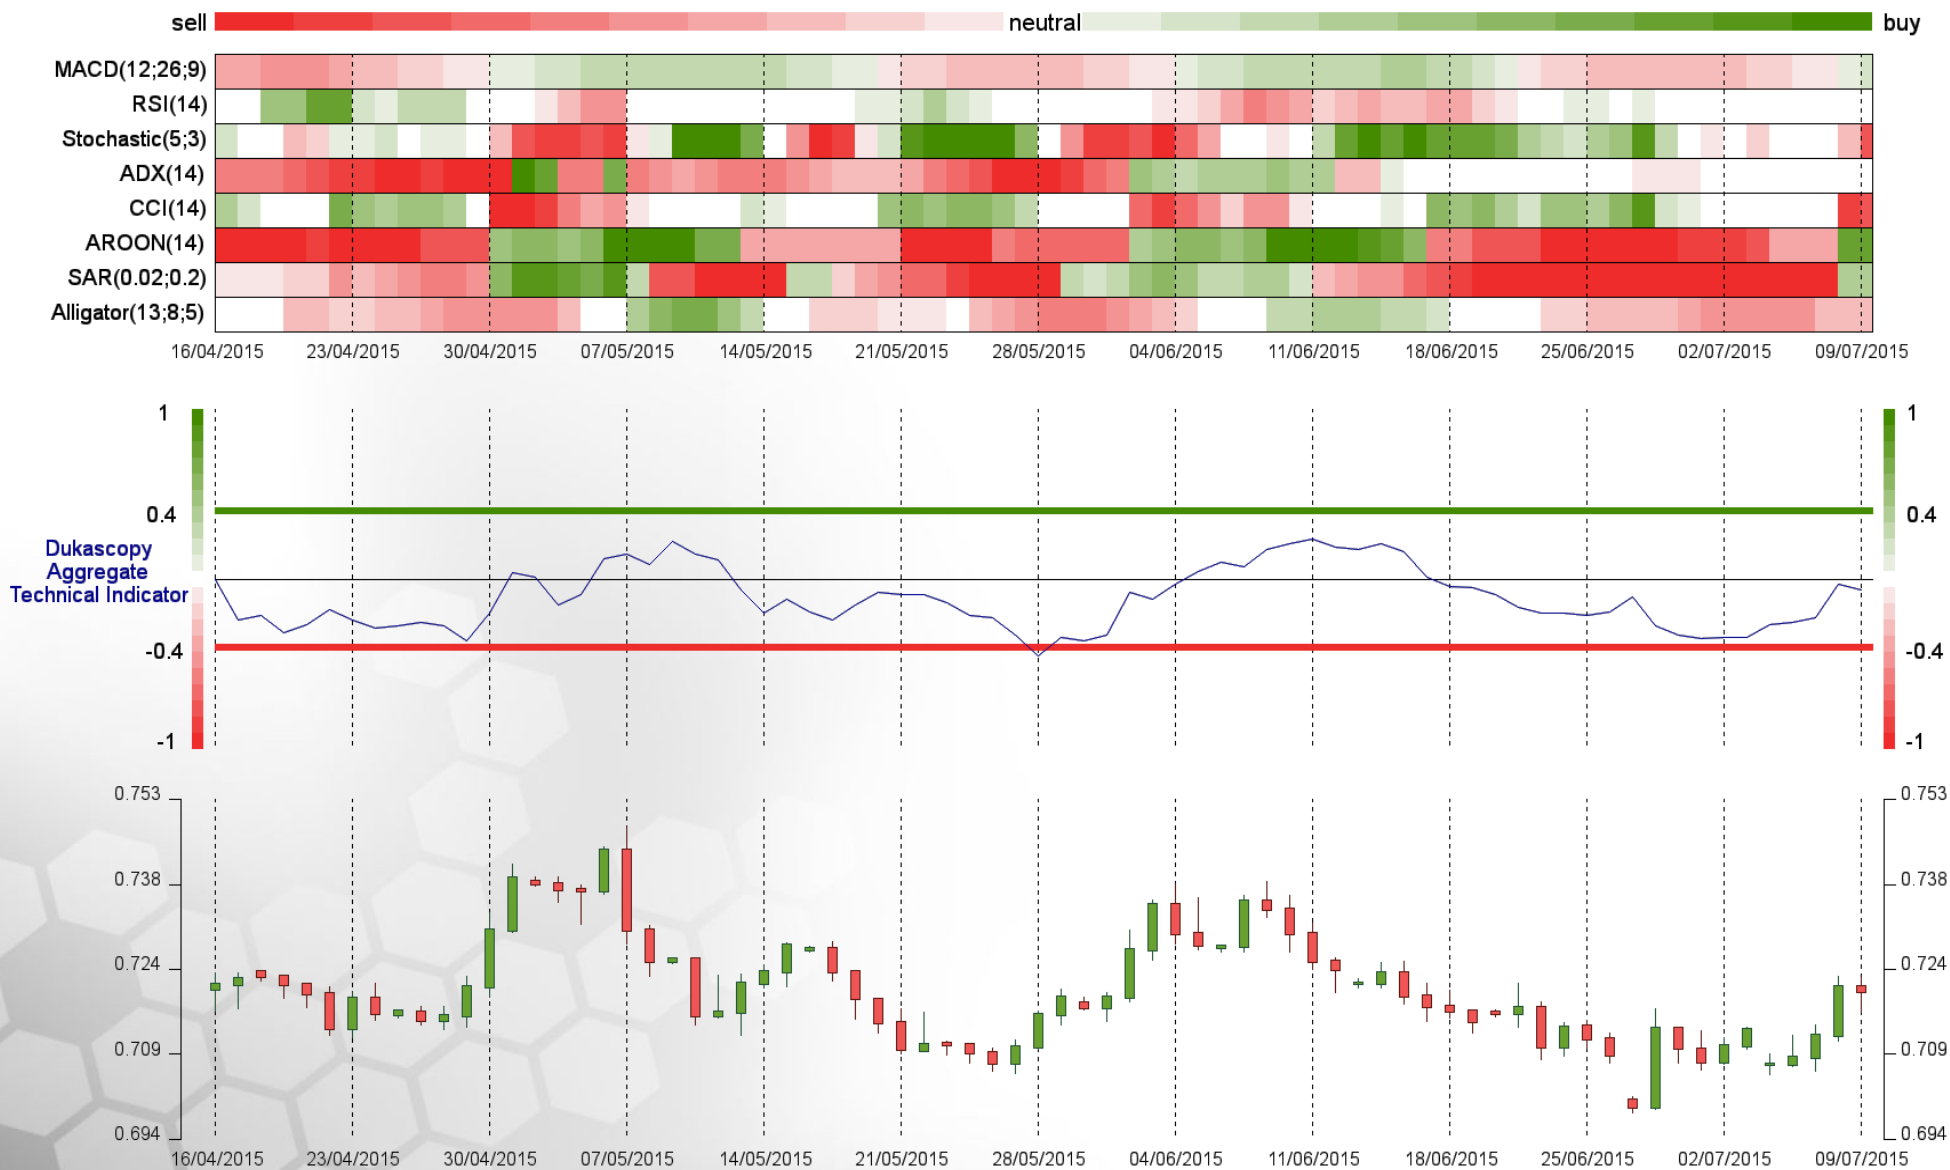 sell neutral buy
MACD(12;26;9)
RSI(14)
Stochastic(5;3)
ADX(14)
CCI(14)
AROON(14)
SAR(0.02;0.2)
Alligator(13;8;5)
16/04/2015 23/04/2015 30/04/2015 07/05/2015 14/05/2015 21/05/2015 28/05/2015 04/06/2015 11/06/2015 18/06/2015 25/06/2015 02/07/2015 09/07/2015
1 1
0.4 0.4
Dukascopy
Aggregate
Technical Indicator
-0.4 -0.4
-1 -1
0.753 0.753
0.738 0.738
0.724 0.724
0.709 0.709
0.694 0.694
16/04/2015 23/04/2015 30/04/2015 07/05/2015 14/05/2015 21/05/2015 28/05/2015 04/06/2015 11/06/2015 18/06/2015 25/06/2015 02/07/2015 09/07/2015